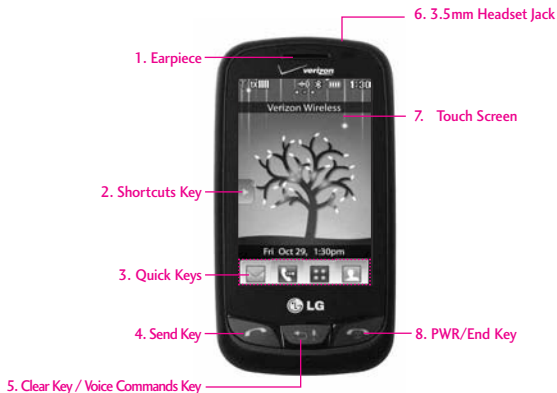 6. 3.5mm Headset Jack
1. Earpiece
verizon
1:30
Verizon Wireless
7. Touch Screen
2. Shortcuts Key
Fri Oct 29, 1:30pm
3. Quick Keys
LG
4. Send Key
8. PWR/End Key
5. Clear Key / Voice Commands Key